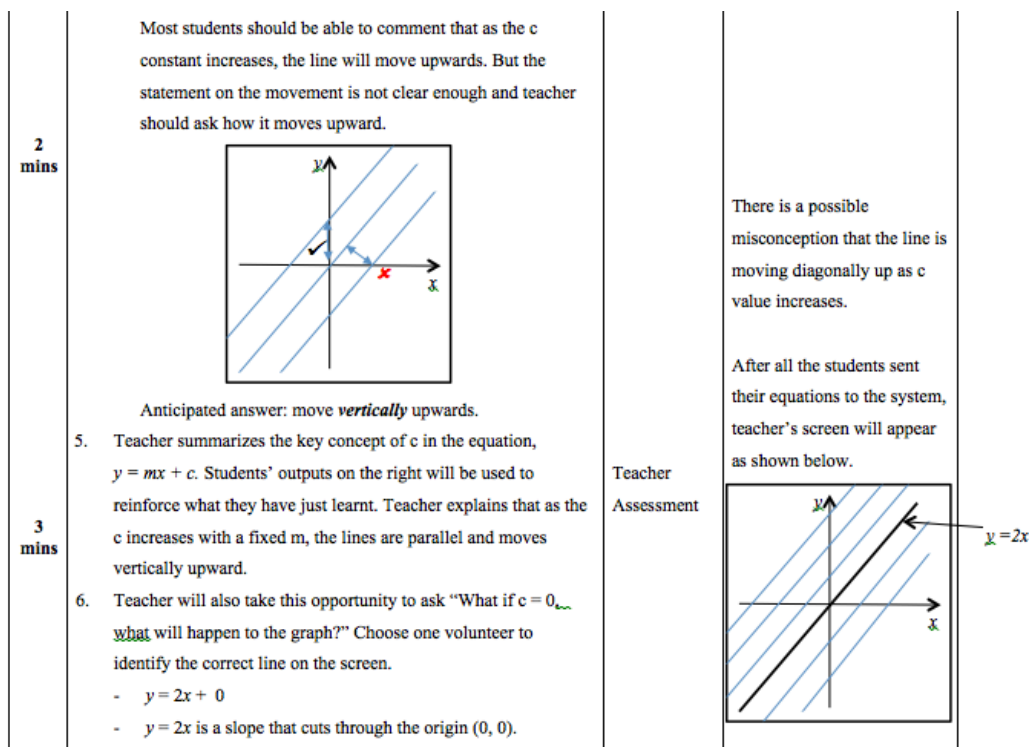 Most students should be able to comment that as the c
constant increases, the line will move upwards. But the
statement on the movement is not clear enough and teacher
should ask how it moves upward.
2
mins
y
x
Anticipated answer: move vertically upwards.
5. Teacher summarizes the key concept of c in the equation,
y = mx + c. Students' outputs on the right will be used to
reinforce what they have just learnt. Teacher explains that as the
c increases with a fixed m, the lines are parallel and moves
vertically upward.
3
mins
6. Teacher will also take this opportunity to ask “What if c = 0,
what will happen to the graph?” Choose one volunteer to
identify the correct line on the screen.
- y = 2x + 0
- y = 2x is a slope that cuts through the origin (0, 0).
Teacher
Assessment
There is a possible
misconception that the line is
moving diagonally up as c
value increases.
After all the students sent
their equations to the system,
teacher's screen will appear
as shown below.
y
x
y =2x